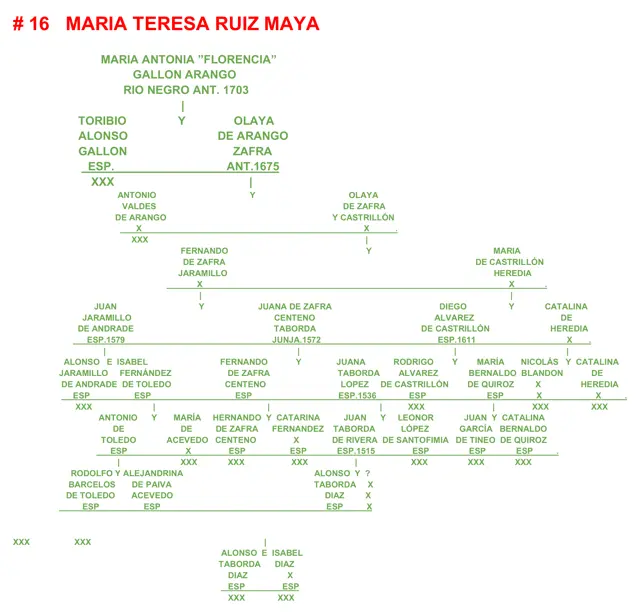 # 16 MARIA TERESA RUIZ MAYA
MARIA ANTONIA ”FLORENCIA”
GALLON ARANGO
RIO NEGRO ANT. 1703
|
TORIBIO Y OLAYA
ALONSO DE ARANGO
GALLON ZAFRA
ESP. ANT.1675
XXX |
ANTONIO Y OLAYA
VALDES DE ZAFRA
DE ARANGO Y CASTRILLÓN
X X .
XXX |
FERNANDO Y MARIA
DE ZAFRA DE CASTRILLÓN
JARAMILLO HEREDIA
X X .
| |
JUAN Y JUANA DE ZAFRA DIEGO Y CATALINA
JARAMILLO CENTENO ALVAREZ DE
DE ANDRADE TABORDA DE CASTRILLÓN HEREDIA
ESP.1579 JUNJA.1572 ESP.1611 X .
| | | |
ALONSO E ISABEL FERNANDO Y JUANA RODRIGO Y MARÍA NICOLÁS Y CATALINA
JARAMILLO FERNÁNDEZ DE ZAFRA TABORDA ALVAREZ BERNALDO BLANDON DE
DE ANDRADE DE TOLEDO CENTENO LOPEZ DE CASTRILLÓN DE QUIROZ X HEREDIA
ESP ESP ESP ESP.1536 ESP ESP X X .
XXX | | | XXX | XXX XXX
ANTONIO Y MARÍA HERNANDO Y CATARINA JUAN Y LEONOR JUAN Y CATALINA
DE DE DE ZAFRA FERNANDEZ TABORDA LÓPEZ GARCÍA BERNALDO
TOLEDO ACEVEDO CENTENO X DE RIVERA DE SANTOFIMIA DE TINEO DE QUIROZ
ESP X ESP ESP ESP.1515 ESP ESP ESP .
| XXX XXX XXX | XXX XXX XXX
RODOLFO Y ALEJANDRINA ALONSO Y ?
BARCELOS DE PAIVA TABORDA X
DE TOLEDO ACEVEDO DIAZ X
ESP ESP ESP X
XXX XXX |
ALONSO E ISABEL
TABORDA DIAZ
DIAZ X
ESP ESP
XXX XXX